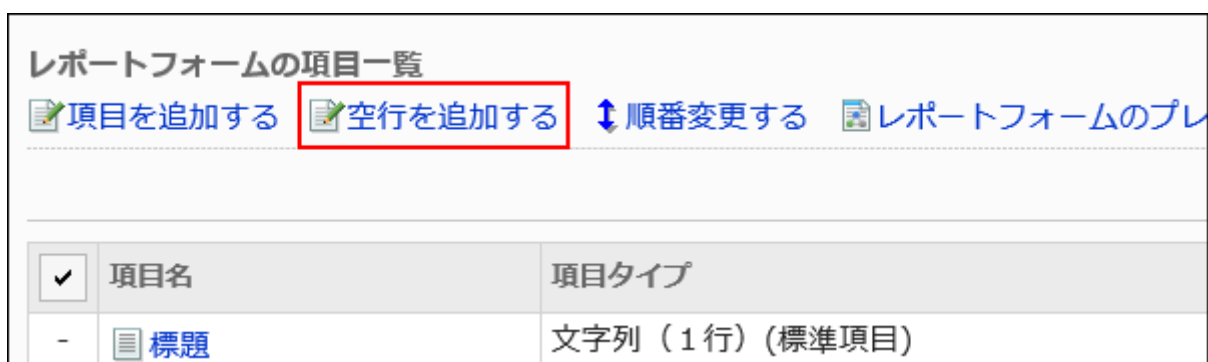 レポートフォームの項目一覧
項目を追加する 空行を追加する 順番変更する レポートフォームのプレ
項目名 項目タイプ
- 標題 文字列（１行）(標準項目)